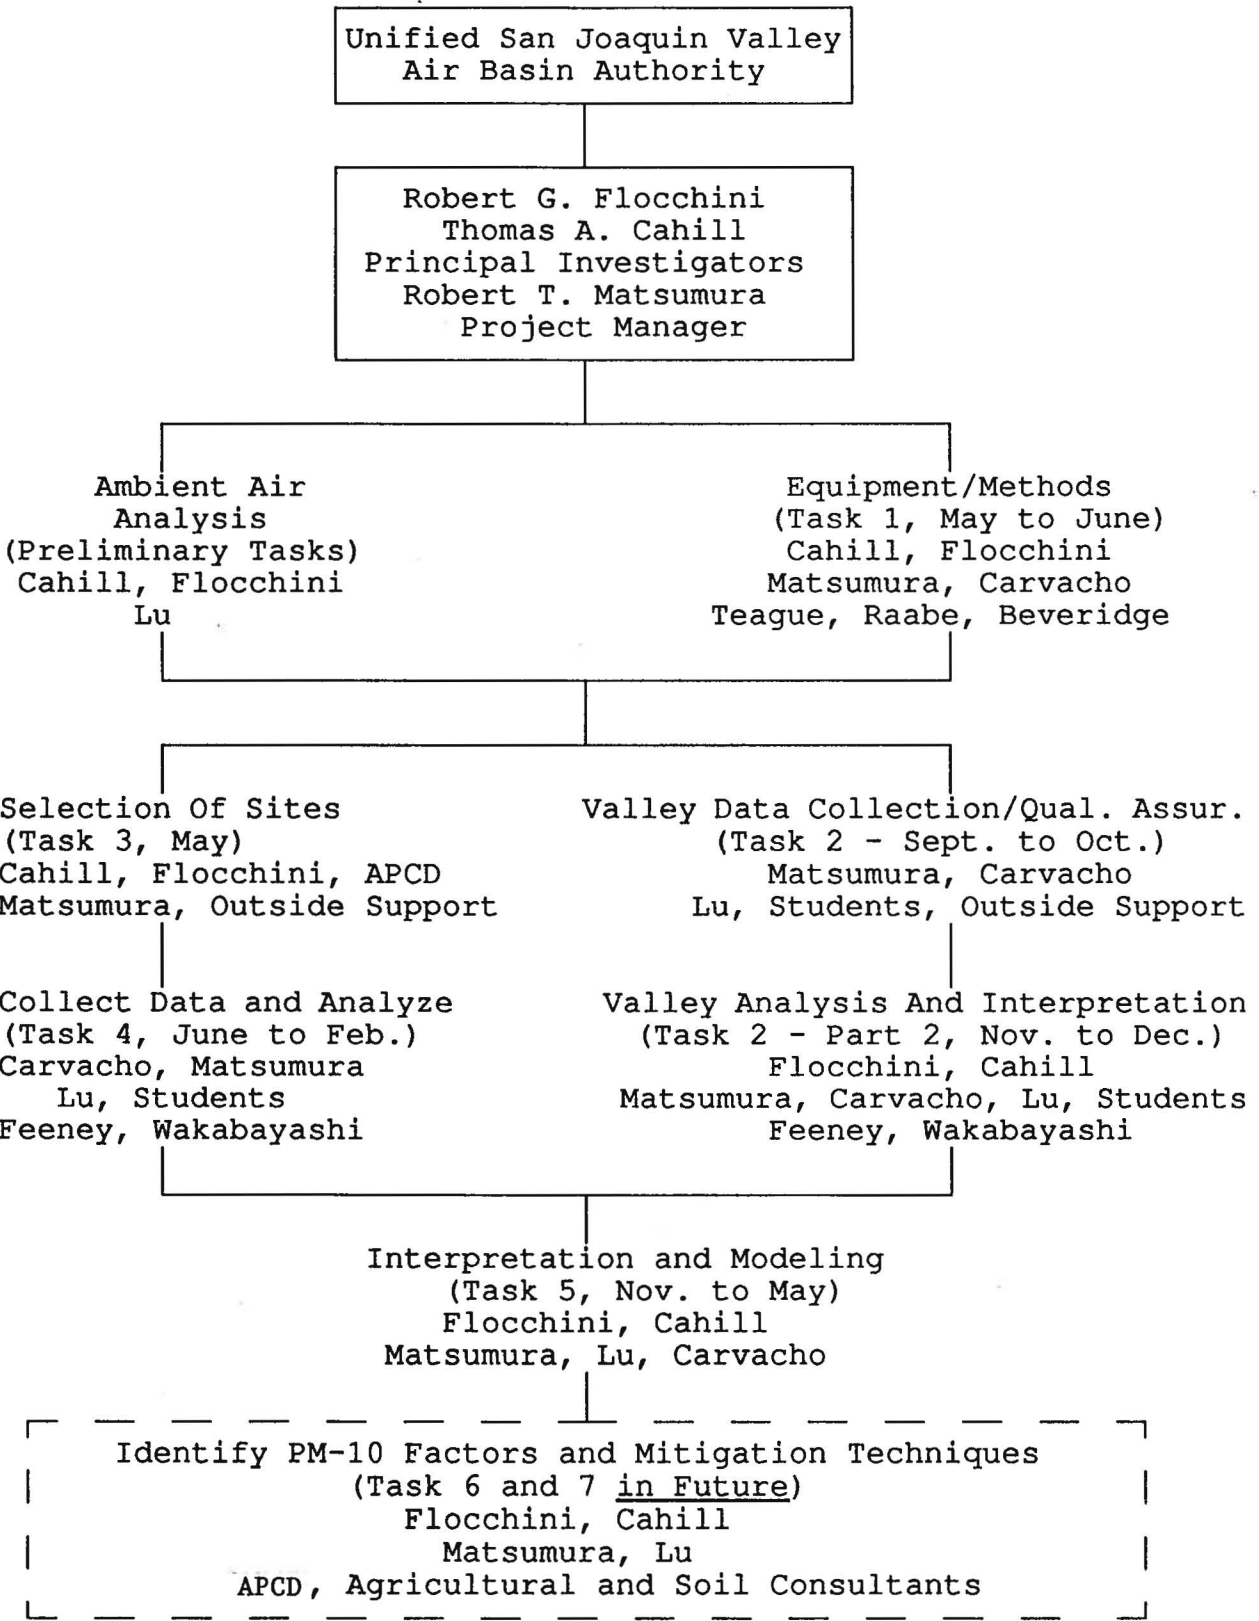 Unified San Joaquin Valley
Air Basin Authority
Robert G. Flocchini
Thomas A. Cahill
Principal Investigators
Robert T. Matsumura
Project Manager
Ambient Air
Analysis
(Preliminary Tasks)
Cahill, Flocchini
Lu
Equipment/Methods
(Task 1, May to June)
Cahill, Flocchini
Matsumura, Carvacho
Teague, Raabe, Beveridge
Selection Of Sites
(Task 3, May)
Cahill, Flocchini, APCD
Matsumura, Outside Support
Valley Data Collection/Qual. Assur.
(Task 2 - Sept. to Oct.)
Matsumura, Carvacho
Lu, Students, Outside Support
Collect Data and Analyze
(Task 4, June to Feb.)
Carvacho, Matsumura
Lu, Students
Feeney, Wakabayashi
Valley Analysis And Interpretation
(Task 2 - Part 2, Nov. to Dec.)
Flocchini, Cahill
Matsumura, Carvacho, Lu, Students
Feeney, Wakabayashi
Interpretation and Modeling
(Task 5, Nov. to May)
Flocchini, Cahill
Matsumura, Lu, Carvacho
Identify PM-10 Factors and Mitigation Techniques
(Task 6 and 7 in Future)
Flocchini, Cahill
Matsumura, Lu
APCD, Agricultural and Soil Consultants